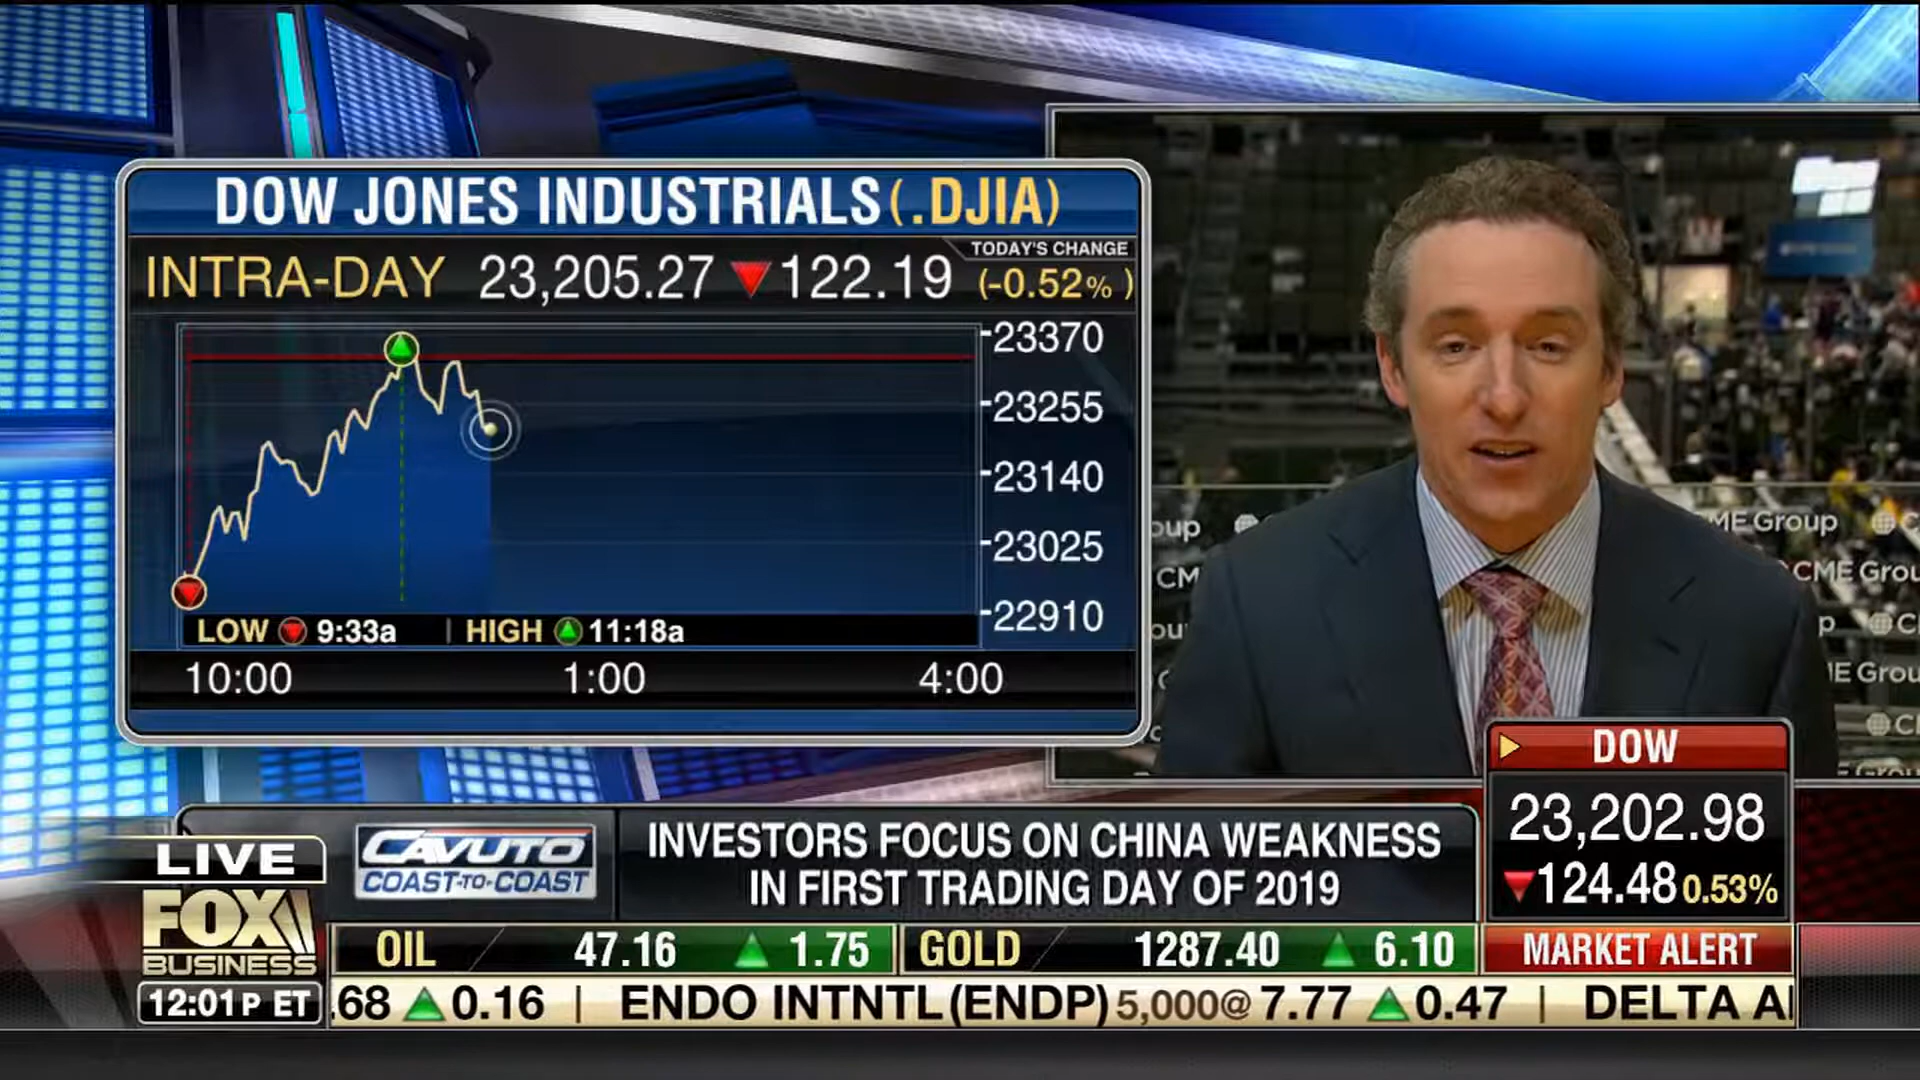 DOW JONES INDUSTRIALS (.DJIA)
TODAY'S CHANGE
INTRA-DAY 23,205.27 ▼122.19 (-0.52%)
23370
23255
23140
23025
22910
LOW ▼ 9:33a | HIGH ▲ 11:18a
10:00 1:00 4:00
oup
ME Group
CM
CME Grou
ME Grou
DOW
23,202.98
▼124.48 0.53%
MARKET ALERT
LIVE
FOX
BUSINESS
12:01P ET
CAVUTO
COAST-TO-COAST
INVESTORS FOCUS ON CHINA WEAKNESS
IN FIRST TRADING DAY OF 2019
OIL 47.16 ▲ 1.75 GOLD 1287.40 ▲ 6.10
.68 ▲0.16 | ENDO INTNTL(ENDP) 5,000@7.77 ▲0.47 | DELTA A